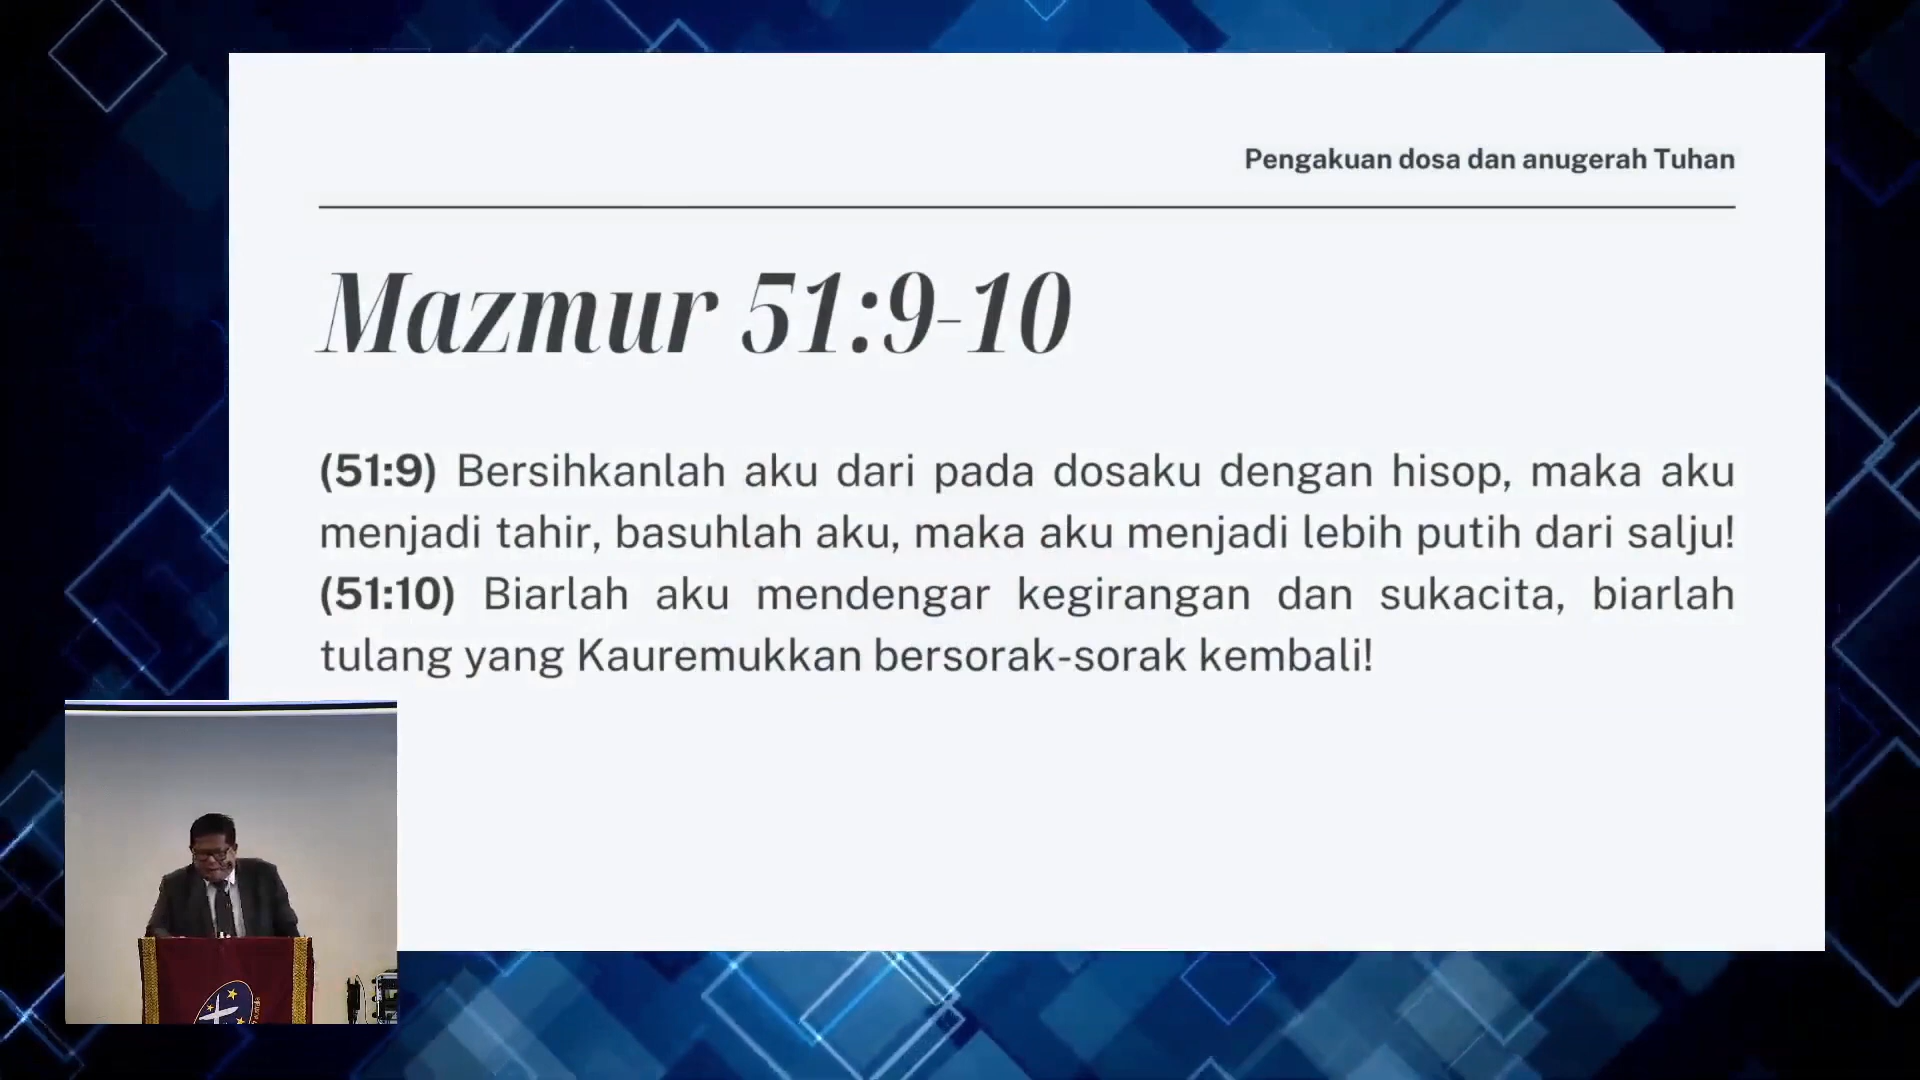 Pengakuan dosa dan anugerah Tuhan
Mazmur 51:9-10
(51:9) Bersihkanlah aku dari pada dosaku dengan hisop, maka aku
menjadi tahir, basuhlah aku, maka aku menjadi lebih putih dari salju!
(51:10) Biarlah aku mendengar kegirangan dan sukacita, biarlah
tulang yang Kauremukkan bersorak-sorak kembali!